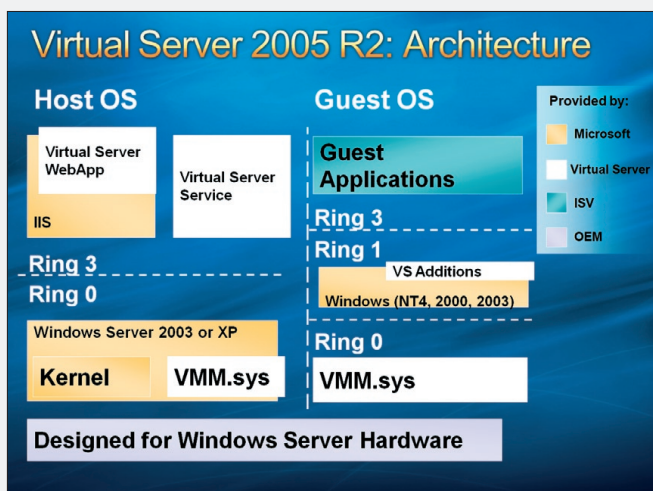 Virtual Server 2005 R2: Architecture
Host OS
Virtual Server
WebApp
IIS
Virtual Server
Service
Ring 3
Ring 0
Windows Server 2003 or XP
Kernel
VMM.sys
Guest OS
Guest
Applications
Ring 3
Ring 1
VS Additions
Windows (NT4, 2000, 2003)
Ring 0
VMM.sys
Provided by:
Microsoft
Virtual Server
ISV
OEM
Designed for Windows Server Hardware